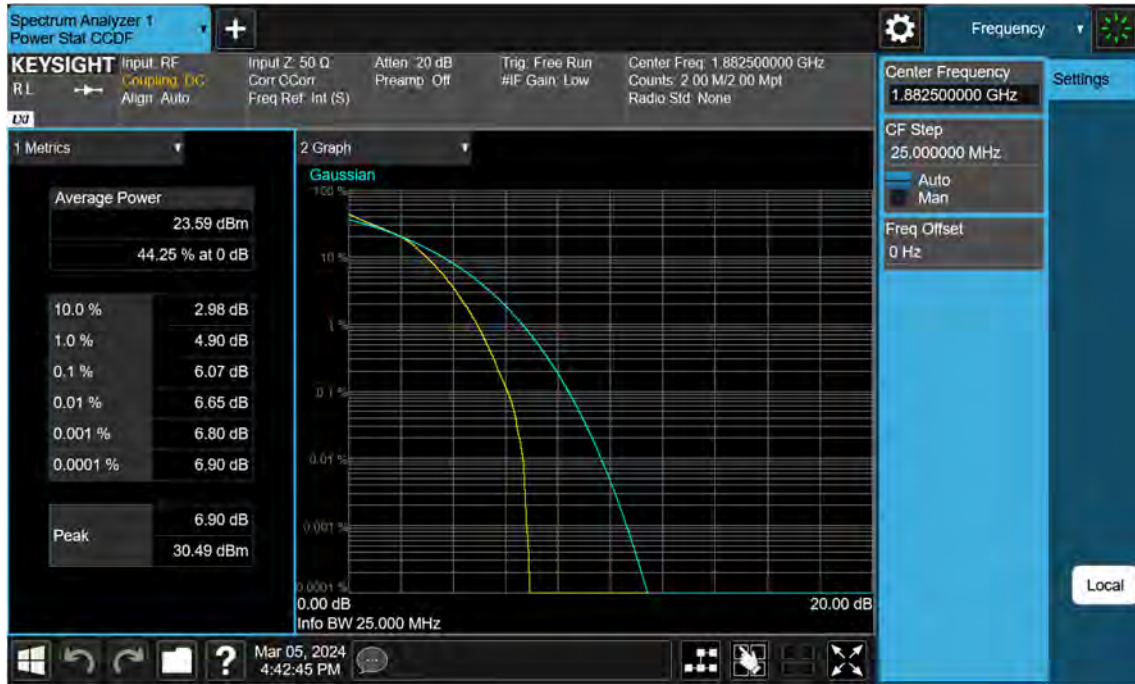 Spectrum Analyzer 1
Power Stat CCDF
+
Frequency
KEYSIGHT
RL
LXI
Input: RF
Coupling: DC
Align: Auto
Input Z: 50 Ω
Corr CCorr
Freq Ref: Int (S)
Atten: 20 dB
Preamp: Off
Trig: Free Run
#IF Gain: Low
Center Freq: 1.882500000 GHz
Counts: 2.00 M/2.00 Mpt
Radio Std: None
Center Frequency
1.882500000 GHz
Settings
CF Step
25.000000 MHz
Auto
Man
Freq Offset
0 Hz
1 Metrics
Average Power
23.59 dBm
44.25 % at 0 dB
10.0 % 2.98 dB
1.0 % 4.90 dB
0.1 % 6.07 dB
0.01 % 6.65 dB
0.001 % 6.80 dB
0.0001 % 6.90 dB
Peak
6.90 dB
30.49 dBm
2 Graph
Gaussian
100 %
10 %
1 %
0.1 %
0.01 %
0.001 %
0.0001 %
0.00 dB 20.00 dB
Info BW 25.000 MHz
Local
?
Mar 05, 2024
4:42:45 PM